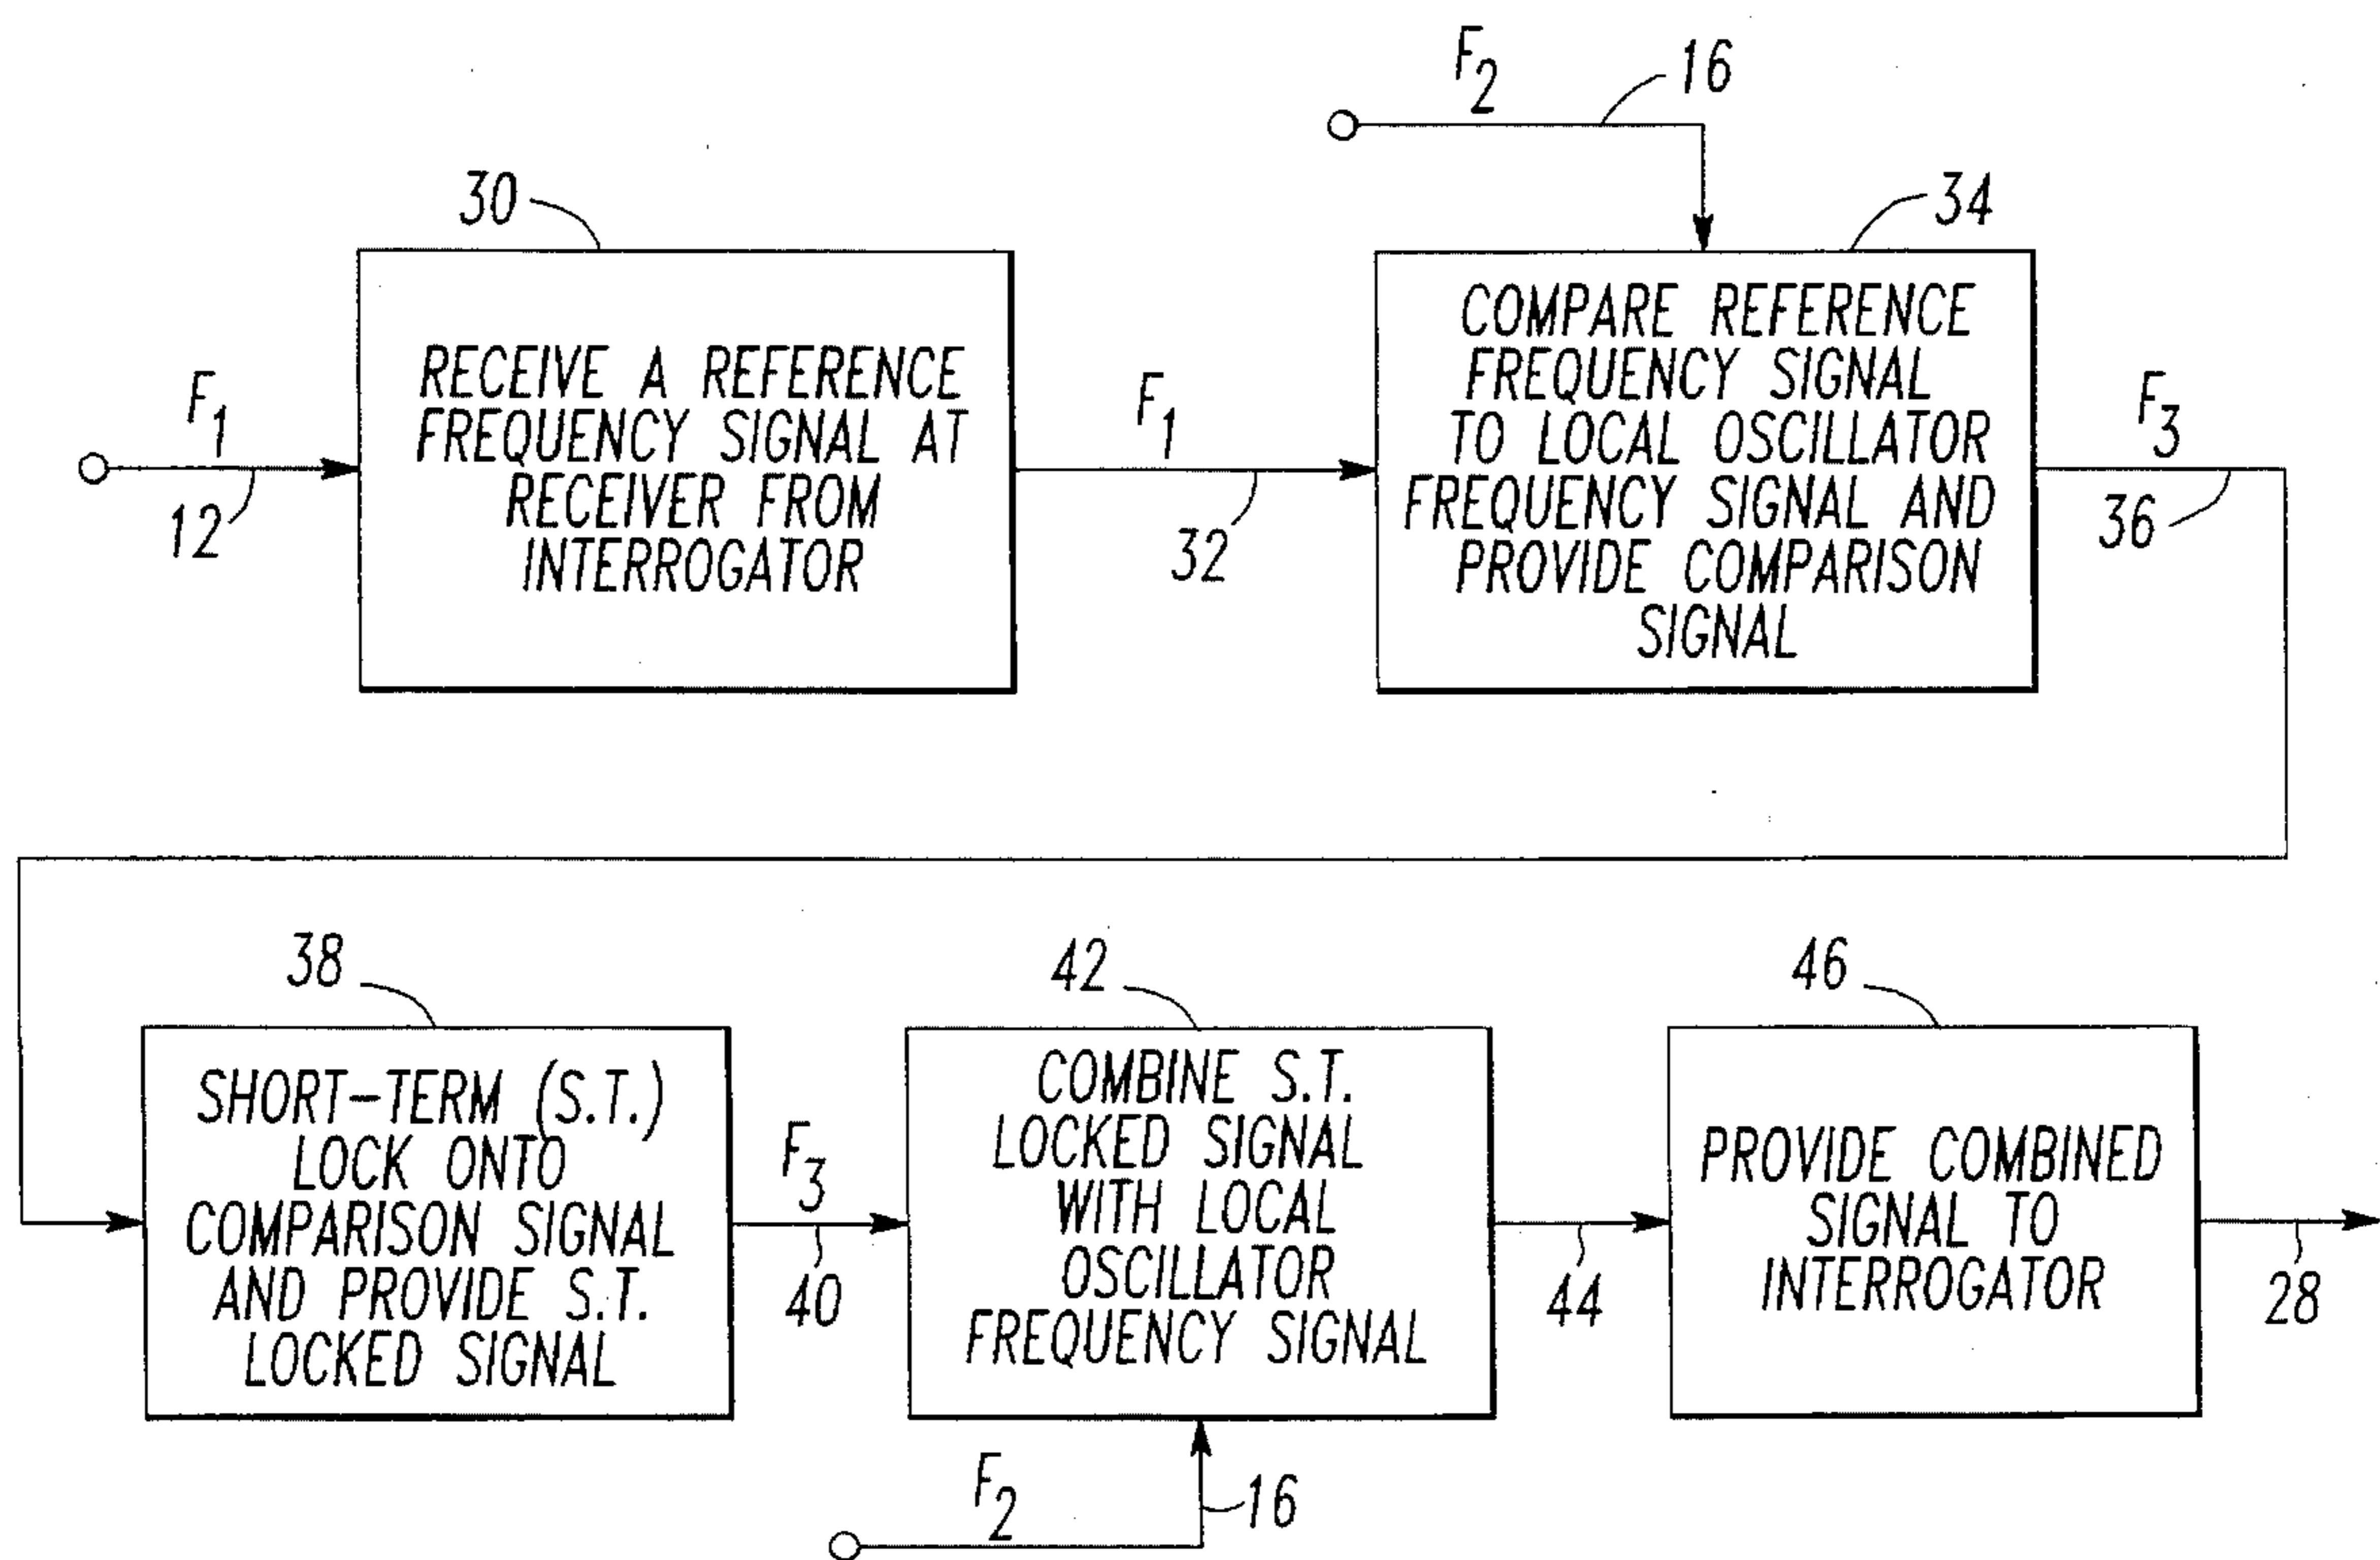 F2
16
30
34
RECEIVE A REFERENCE
FREQUENCY SIGNAL AT
RECEIVER FROM
INTERROGATOR
F1
12
F1
32
COMPARE REFERENCE
FREQUENCY SIGNAL
TO LOCAL OSCILLATOR
FREQUENCY SIGNAL AND
PROVIDE COMPARISON
SIGNAL
F3
36
38
42
46
SHORT-TERM (S.T.)
LOCK ONTO
COMPARISON SIGNAL
AND PROVIDE S.T.
LOCKED SIGNAL
F3
40
COMBINE S.T.
LOCKED SIGNAL
WITH LOCAL
OSCILLATOR
FREQUENCY SIGNAL
44
PROVIDE COMBINED
SIGNAL TO
INTERROGATOR
28
F2
16